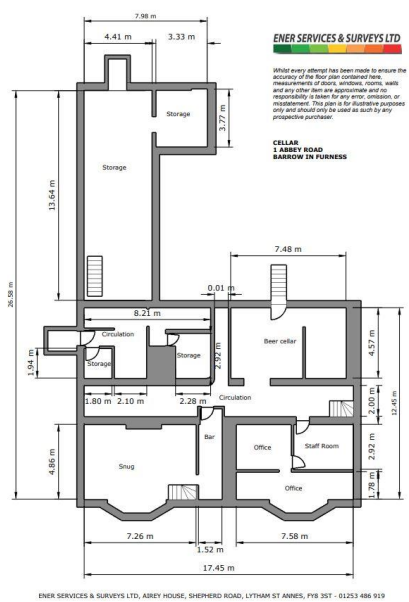 7.98 m
4.41 m
3.33 m
ENER SERVICES & SURVEYS LTD
Whilst every attempt has been made to ensure the
accuracy of the floor plan contained here,
measurements of doors, windows, rooms, walls
and any other item are approximate and no
responsibility is taken for any error, omission, or
misstatement. This plan is for illustrative purposes
only and should only be used as such by any
prospective purchaser.
CELLAR
1 ABBEY ROAD
BARROW IN FURNESS
Storage
3.77 m
Storage
13.64 m
26.58 m
7.48 m
0.01 m
8.21 m
Circulation
Storage
Storage
2.92 m
Beer cellar
4.57 m
1.94 m
12.45 m
1.80 m
2.10 m
2.28 m
Circulation
2.00 m
Bar
Snug
4.86 m
Office
Staff Room
2.92 m
Office
1.78 m
7.26 m
1.52 m
7.58 m
17.45 m
ENER SERVICES & SURVEYS LTD, AIREY HOUSE, SHEPHERD ROAD, LYTHAM ST ANNES, FY8 3ST - 01253 486 919